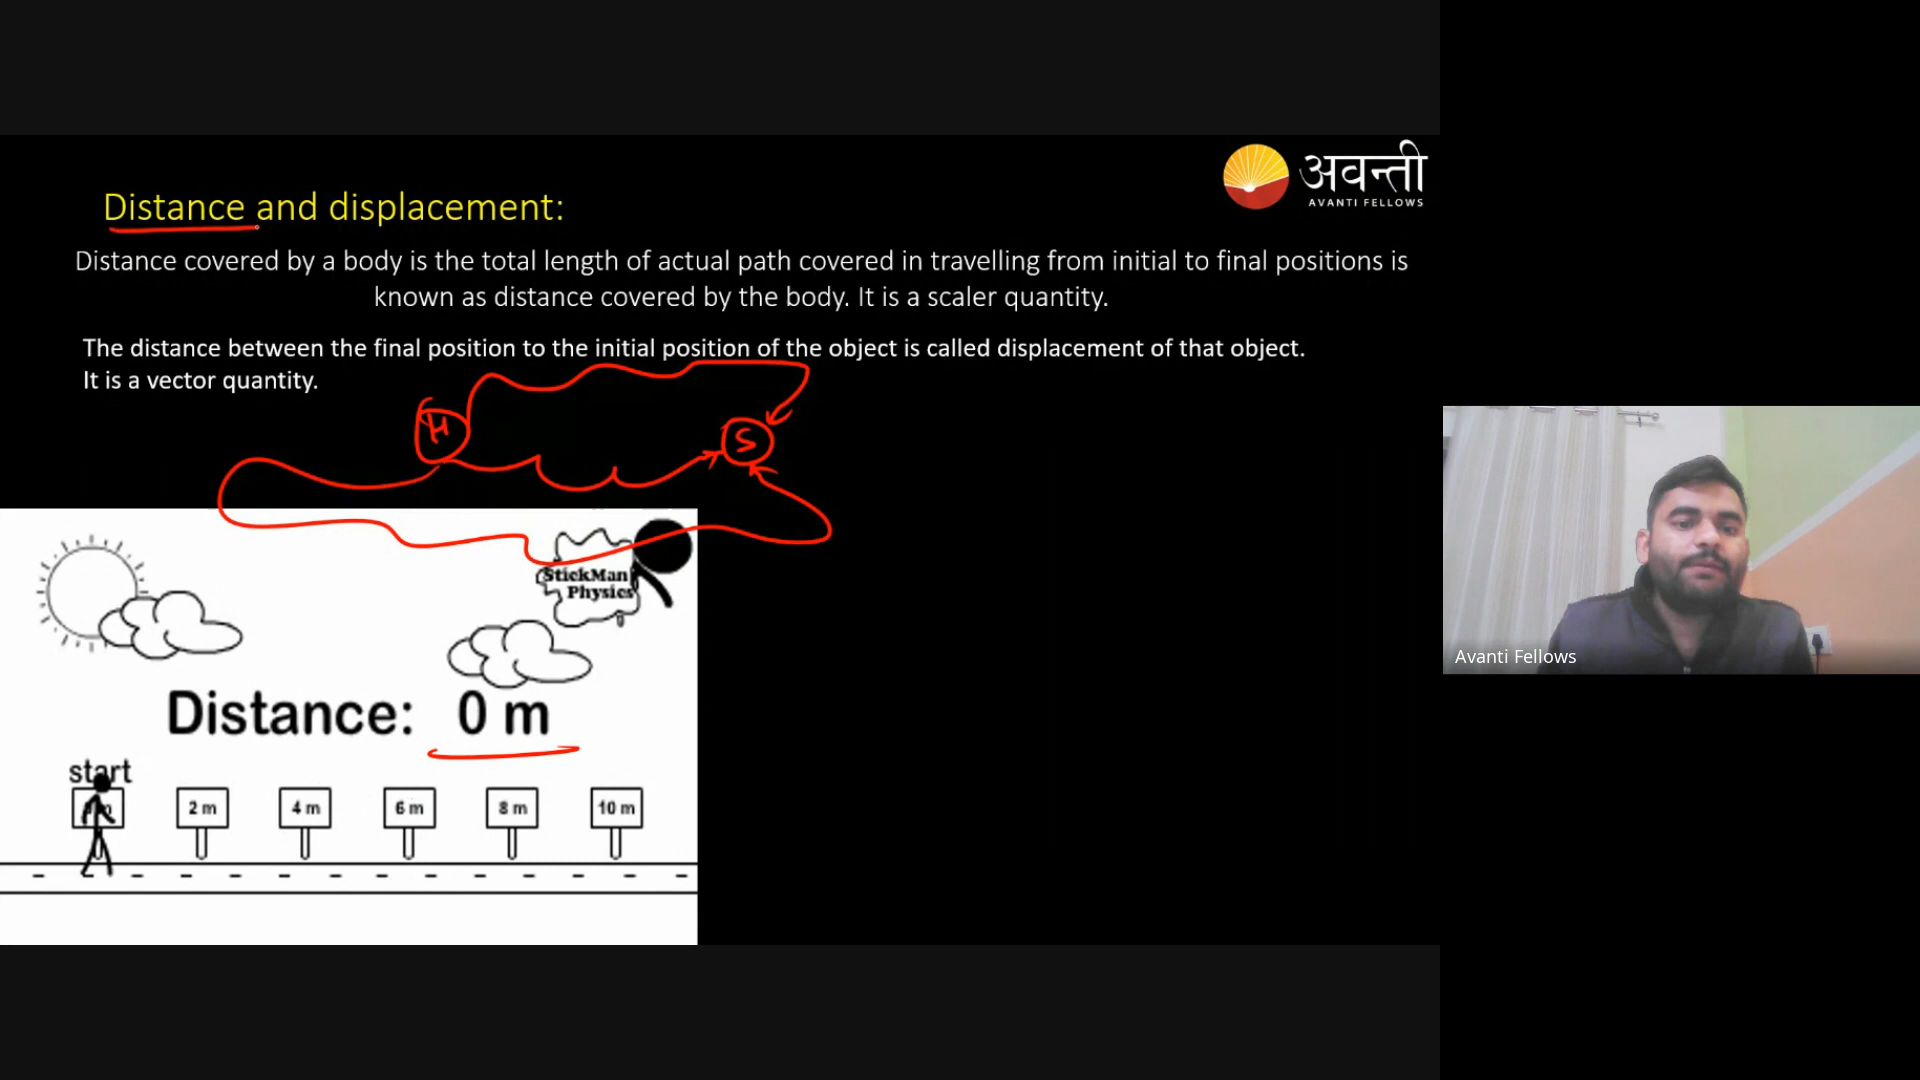 अवन्ती
AVANTI FELLOWS
Distance and displacement:
Distance covered by a body is the total length of actual path covered in travelling from initial to final positions is
known as distance covered by the body. It is a scaler quantity.
The distance between the final position to the initial position of the object is called displacement of that object.
It is a vector quantity.
H
S
StickMan
Physics
Distance: 0 m
start
2 m 4 m 6 m 8 m 10 m
Avanti Fellows